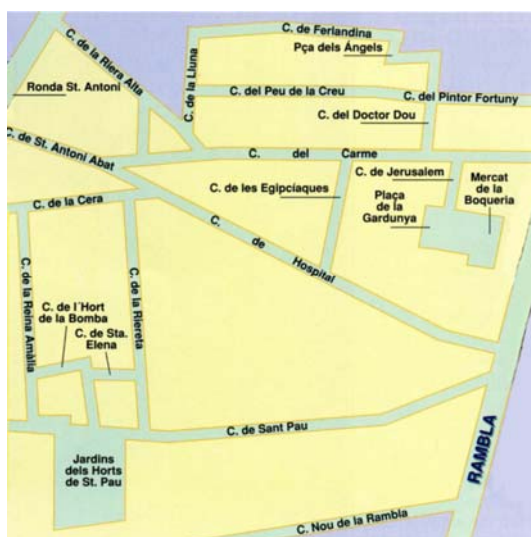 C. de Ferlandina
Pça dels Ángels
C. de la Riera Alta
C. de la Lluna
Ronda St. Antoni
C. del Peu de la Creu
C. del Pintor Fortuny
C. del Doctor Dou
C. de St. Antoni Abat
C. del Carme
C. de Jerusalem
Mercat
de la
Boqueria
C. de les Egipcíaques
Plaça
de la
Gardunya
C. de la Cera
C. de Hospital
C. de la Reina Amàlia
C. de la Riereta
C. de l'Hort
de la Bomba
C. de Sta.
Elena
C. de Sant Pau
RAMBLA
Jardins
dels Horts
de St. Pau
C. Nou de la Rambla